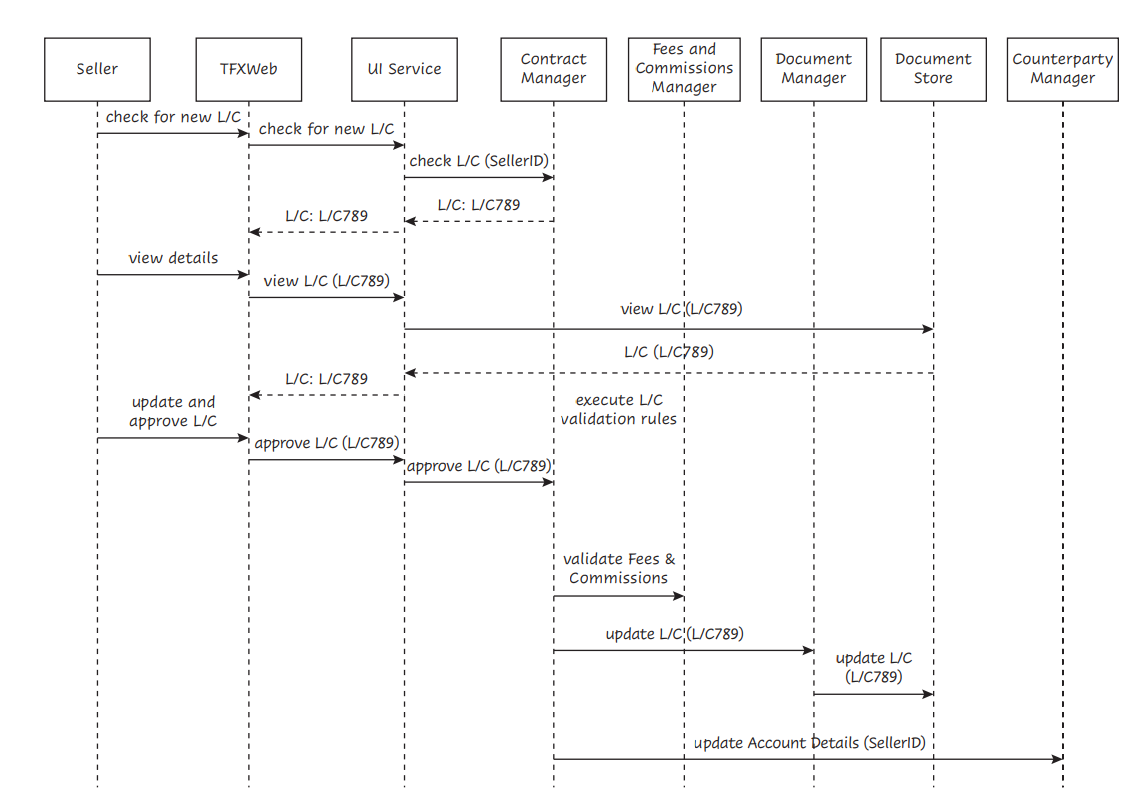 Seller
TFXWeb
UI Service
Contract
Manager
Fees and
Commissions
Manager
Document
Manager
Document
Store
Counterparty
Manager
check for new L/C
check for new L/C
check L/C (SellerID)
L/C: L/C789
L/C: L/C789
view details
view L/C (L/C789)
view L/C (L/C789)
L/C (L/C789)
L/C: L/C789
update and
approve L/C
execute L/C
validation rules
approve L/C (L/C789)
approve L/C (L/C789)
validate Fees &
Commissions
update L/C (L/C789)
update L/C
(L/C789)
update Account Details (SellerID)